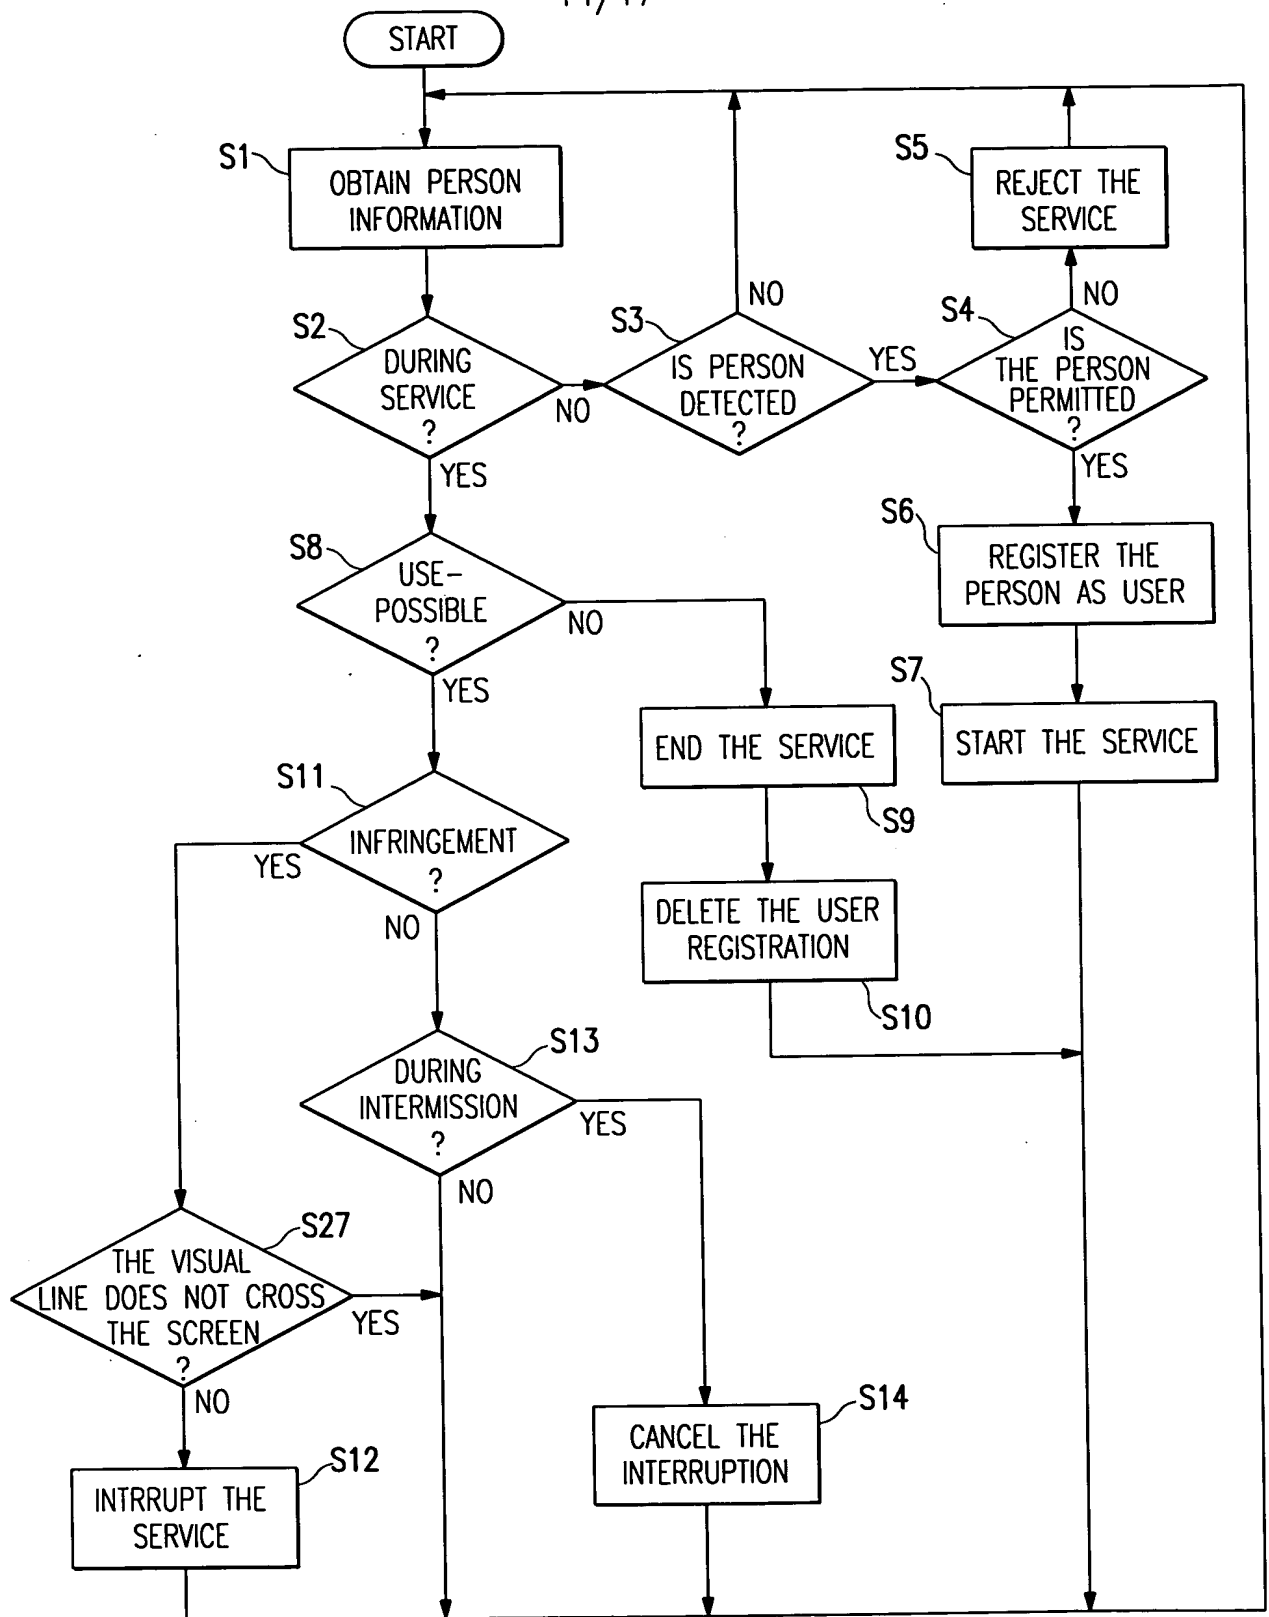 START
S1
OBTAIN PERSON
INFORMATION
S5
REJECT THE
SERVICE
NO
NO
S2
DURING
SERVICE
?
NO
YES
S3
IS PERSON
DETECTED
?
YES
S4
IS
THE PERSON
PERMITTED
?
YES
S6
REGISTER THE
PERSON AS USER
S8
USE-
POSSIBLE
?
NO
YES
S7
START THE SERVICE
END THE SERVICE
S9
S11
INFRINGEMENT
?
YES
NO
DELETE THE USER
REGISTRATION
S10
S13
DURING
INTERMISSION
?
YES
NO
S27
THE VISUAL
LINE DOES NOT CROSS
THE SCREEN
?
YES
NO
S14
CANCEL THE
INTERRUPTION
S12
INTRRUPT THE
SERVICE